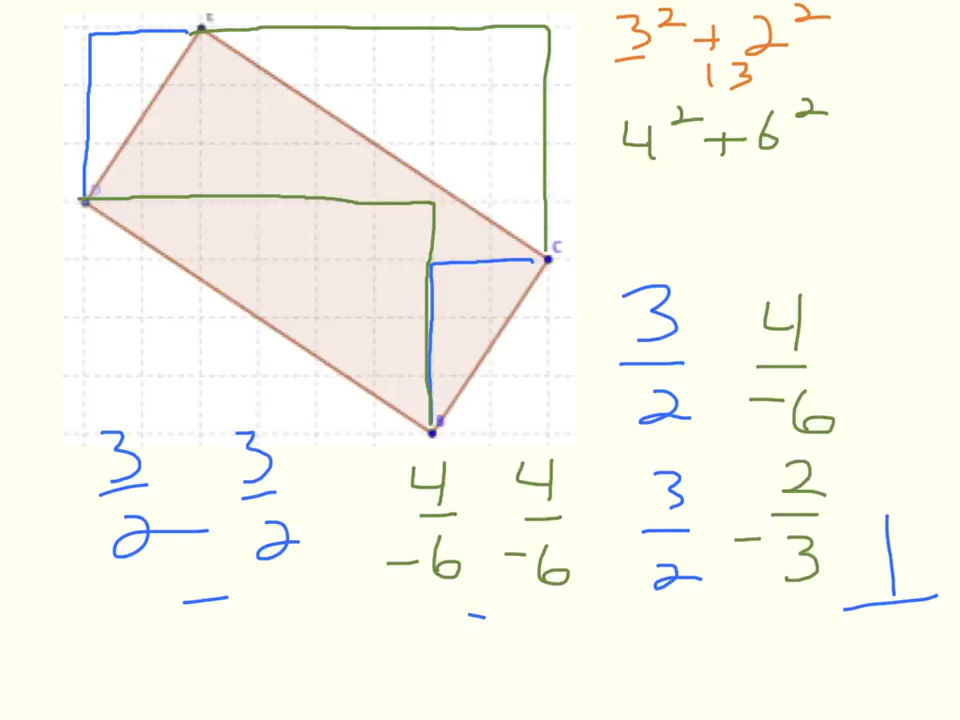 E
3² + 2²
13
4² + 6²
D
C
3/2 4/-6
B
3/2 - 3/2 4/-6 4/-6 3/2 - 2/3 ⊥
- -